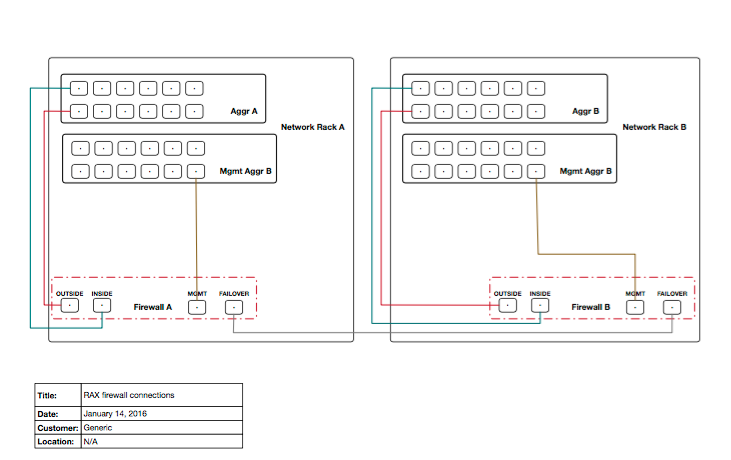 Aggr A
Network Rack A
Mgmt Aggr B
OUTSIDE INSIDE MGMT FAILOVER
Firewall A
Aggr B
Network Rack B
Mgmt Aggr B
OUTSIDE INSIDE MGMT FAILOVER
Firewall B
Title: RAX firewall connections
Date: January 14, 2016
Customer: Generic
Location: N/A